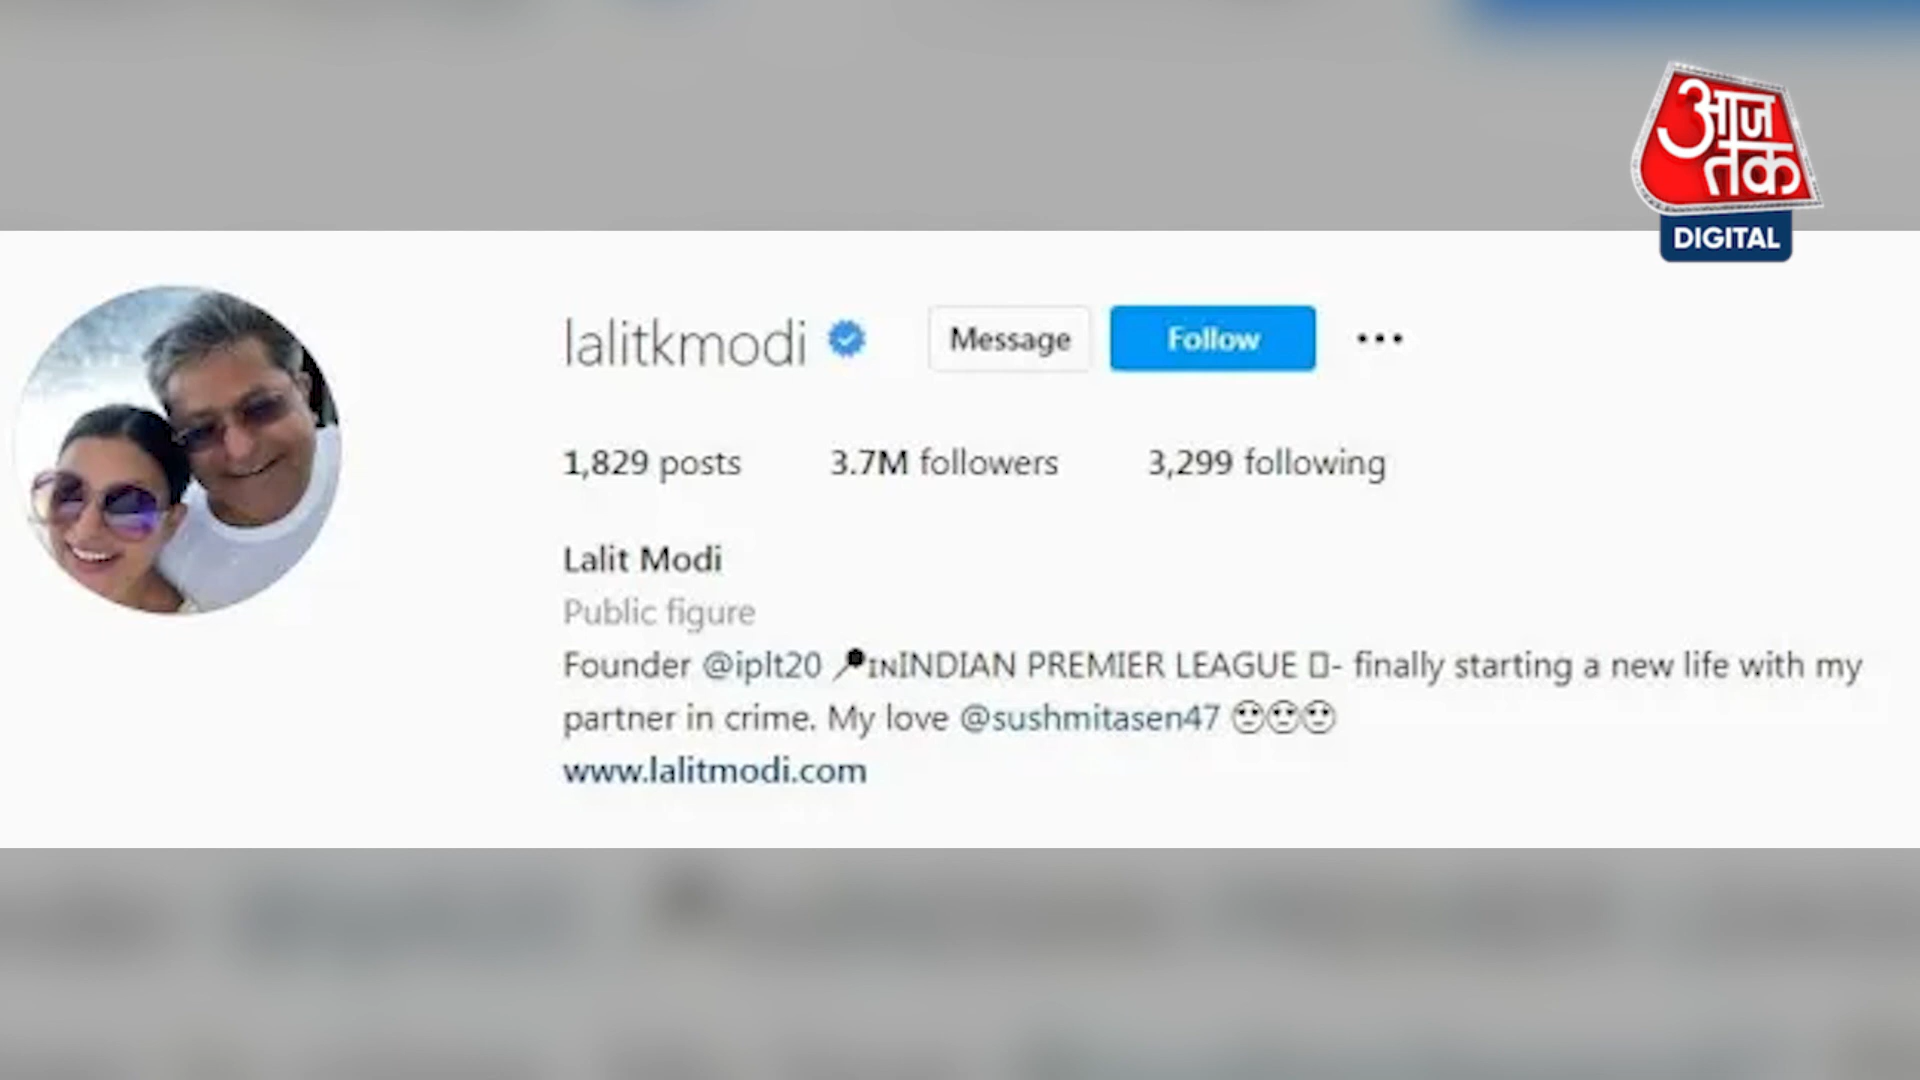 आज
तक
DIGITAL
lalitkmodi Message Follow
1,829 posts 3.7M followers 3,299 following
Lalit Modi
Public figure
Founder @iplt20 🏏ɪɴINDIAN PREMIER LEAGUE ▯- finally starting a new life with my
partner in crime. My love @sushmitasen47 🥰🥰🥰
www.lalitmodi.com